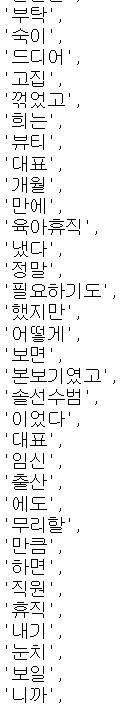 '부탁',
'숙이',
'드디어',
'고집',
'꺾었고',
'희는',
'뷰티',
'대표',
'개월',
'만에',
'육아휴직',
'냈다',
'정말',
'필요하기도',
'했지만',
'어떻게',
'보면',
'본보기였고',
'솔선수범',
'이었다',
'대표',
'임신',
'출산',
'에도',
'무리할',
'만큼',
'하면',
'직원',
'휴직',
'내기',
'눈치',
'보일',
'니까',